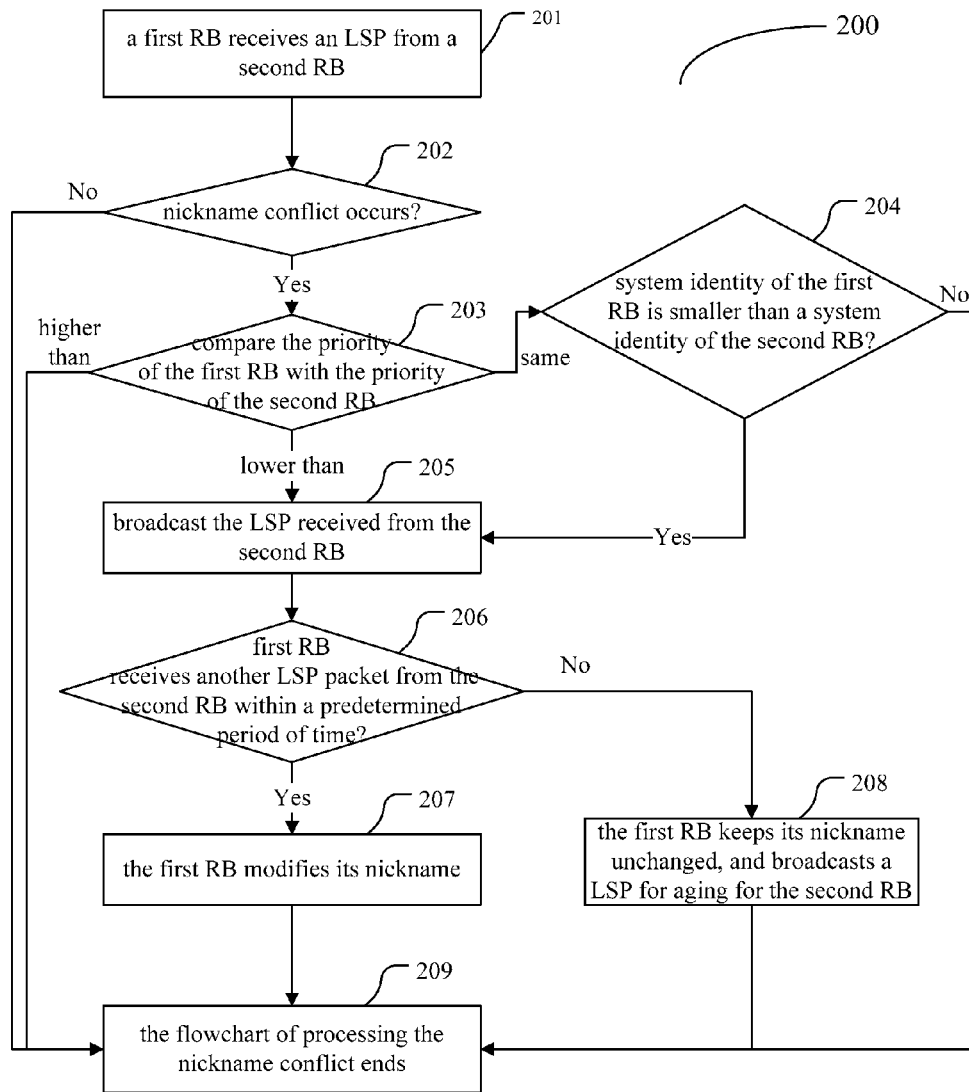 201
a first RB receives an LSP from a
second RB
200
202
No
nickname conflict occurs?
204
Yes
system identity of the first
RB is smaller than a system
identity of the second RB?
No
203
higher
than
compare the priority
of the first RB with the priority
of the second RB
same
lower than
205
broadcast the LSP received from the
second RB
Yes
206
first RB
receives another LSP packet from the
second RB within a predetermined
period of time?
No
Yes
207
208
the first RB modifies its nickname
the first RB keeps its nickname
unchanged, and broadcasts a
LSP for aging for the second RB
209
the flowchart of processing the
nickname conflict ends